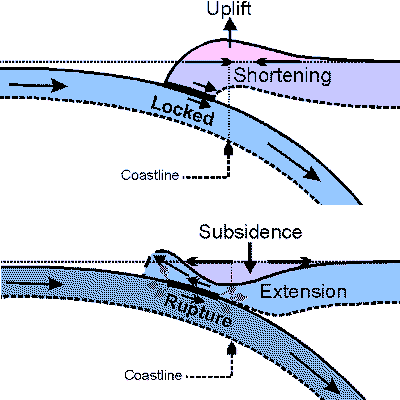 Uplift
Shortening
Locked
Coastline
Subsidence
Extension
Rupture
Coastline